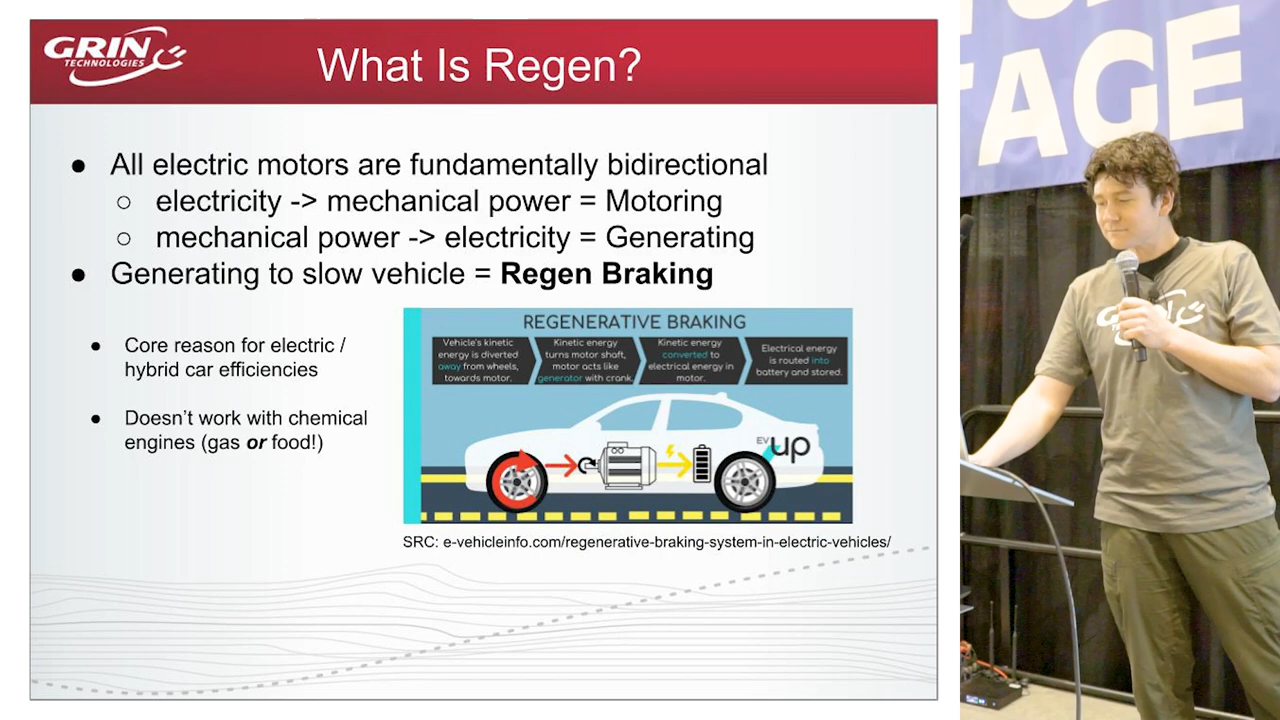 GRIN
TECHNOLOGIES
What Is Regen?
● All electric motors are fundamentally bidirectional
○ electricity -> mechanical power = Motoring
○ mechanical power -> electricity = Generating
● Generating to slow vehicle = Regen Braking
● Core reason for electric /
hybrid car efficiencies
● Doesn't work with chemical
engines (gas or food!)
REGENERATIVE BRAKING
Vehicle's kinetic
energy is diverted
away from wheels,
towards motor.
Kinetic energy
turns motor shaft,
motor acts like
generator with crank.
Kinetic energy
converted to
electrical energy in
motor.
Electrical energy
is routed into
battery and stored.
EV
up
SRC: e-vehicleinfo.com/regenerative-braking-system-in-electric-vehicles/
TAGE